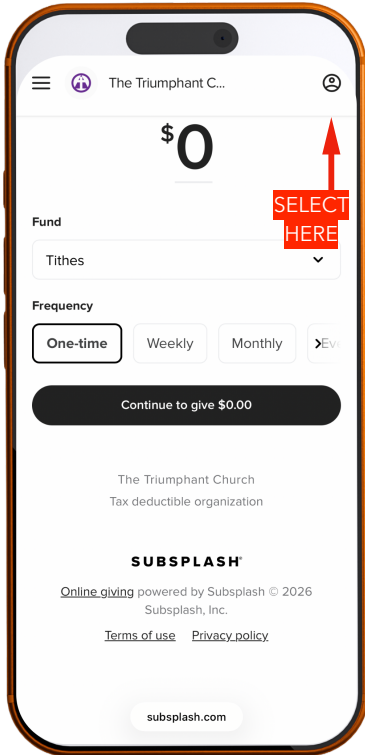 The Triumphant C...
$0
SELECT
HERE
Fund
Tithes
Frequency
One-time Weekly Monthly Eve
Continue to give $0.00
The Triumphant Church
Tax deductible organization
SUBSPLASH®
Online giving powered by Subsplash © 2026
Subsplash, Inc.
Terms of use Privacy policy
subsplash.com